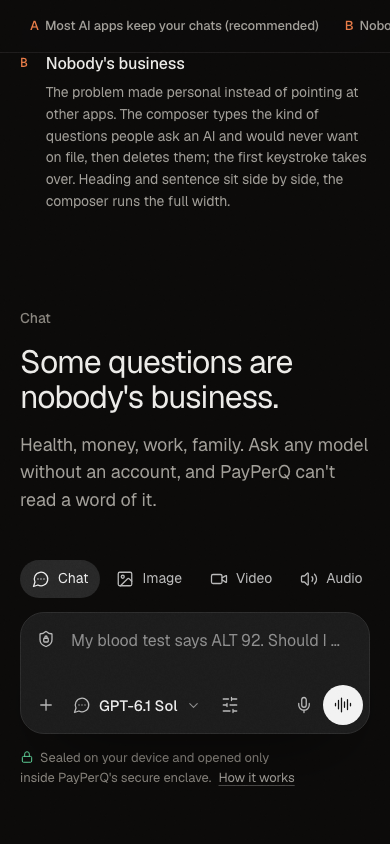 A Most AI apps keep your chats (recommended) B Nobo
B Nobody's business
The problem made personal instead of pointing at
other apps. The composer types the kind of
questions people ask an AI and would never want
on file, then deletes them; the first keystroke takes
over. Heading and sentence sit side by side, the
composer runs the full width.
Chat
Some questions are
nobody's business.
Health, money, work, family. Ask any model
without an account, and PayPerQ can't
read a word of it.
Chat Image Video Audio
My blood test says ALT 92. Should I ...
GPT-6.1 Sol
Sealed on your device and opened only
inside PayPerQ's secure enclave. How it works